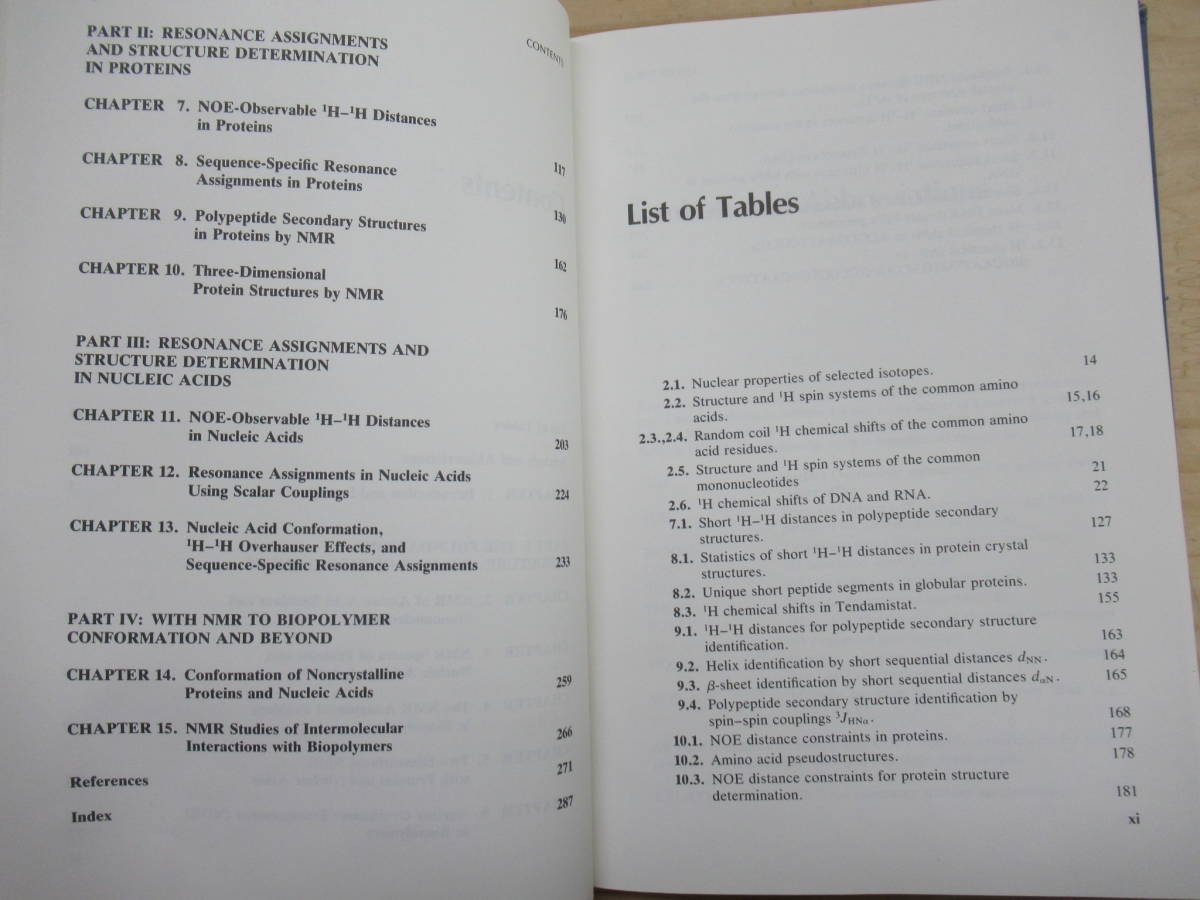 CONTENTS
PART II: RESONANCE ASSIGNMENTS
AND STRUCTURE DETERMINATION
IN PROTEINS
CHAPTER 7. NOE-Observable ¹H–¹H Distances
in Proteins 117
CHAPTER 8. Sequence-Specific Resonance
Assignments in Proteins 130
CHAPTER 9. Polypeptide Secondary Structures
in Proteins by NMR 162
CHAPTER 10. Three-Dimensional
Protein Structures by NMR 176
PART III: RESONANCE ASSIGNMENTS AND
STRUCTURE DETERMINATION
IN NUCLEIC ACIDS
CHAPTER 11. NOE-Observable ¹H–¹H Distances
in Nucleic Acids 203
CHAPTER 12. Resonance Assignments in Nucleic Acids
Using Scalar Couplings 224
CHAPTER 13. Nucleic Acid Conformation,
¹H–¹H Overhauser Effects, and
Sequence-Specific Resonance Assignments 233
PART IV: WITH NMR TO BIOPOLYMER
CONFORMATION AND BEYOND
CHAPTER 14. Conformation of Noncrystalline
Proteins and Nucleic Acids 259
CHAPTER 15. NMR Studies of Intermolecular
Interactions with Biopolymers 266
References 271
Index 287
List of Tables
2.1. Nuclear properties of selected isotopes. 14
2.2. Structure and ¹H spin systems of the common amino
acids. 15,16
2.3.,2.4. Random coil ¹H chemical shifts of the common amino
acid residues. 17,18
2.5. Structure and ¹H spin systems of the common
mononucleotides 21
2.6. ¹H chemical shifts of DNA and RNA. 22
7.1. Short ¹H–¹H distances in polypeptide secondary
structures. 127
8.1. Statistics of short ¹H–¹H distances in protein crystal
structures. 133
8.2. Unique short peptide segments in globular proteins. 133
8.3. ¹H chemical shifts in Tendamistat. 155
9.1. ¹H–¹H distances for polypeptide secondary structure
identification. 163
9.2. Helix identification by short sequential distances dNN. 164
9.3. β-sheet identification by short sequential distances dαN. 165
9.4. Polypeptide secondary structure identification by
spin–spin couplings ³JHNα. 168
10.1. NOE distance constraints in proteins. 177
10.2. Amino acid pseudostructures. 178
10.3. NOE distance constraints for protein structure
determination. 181
xi